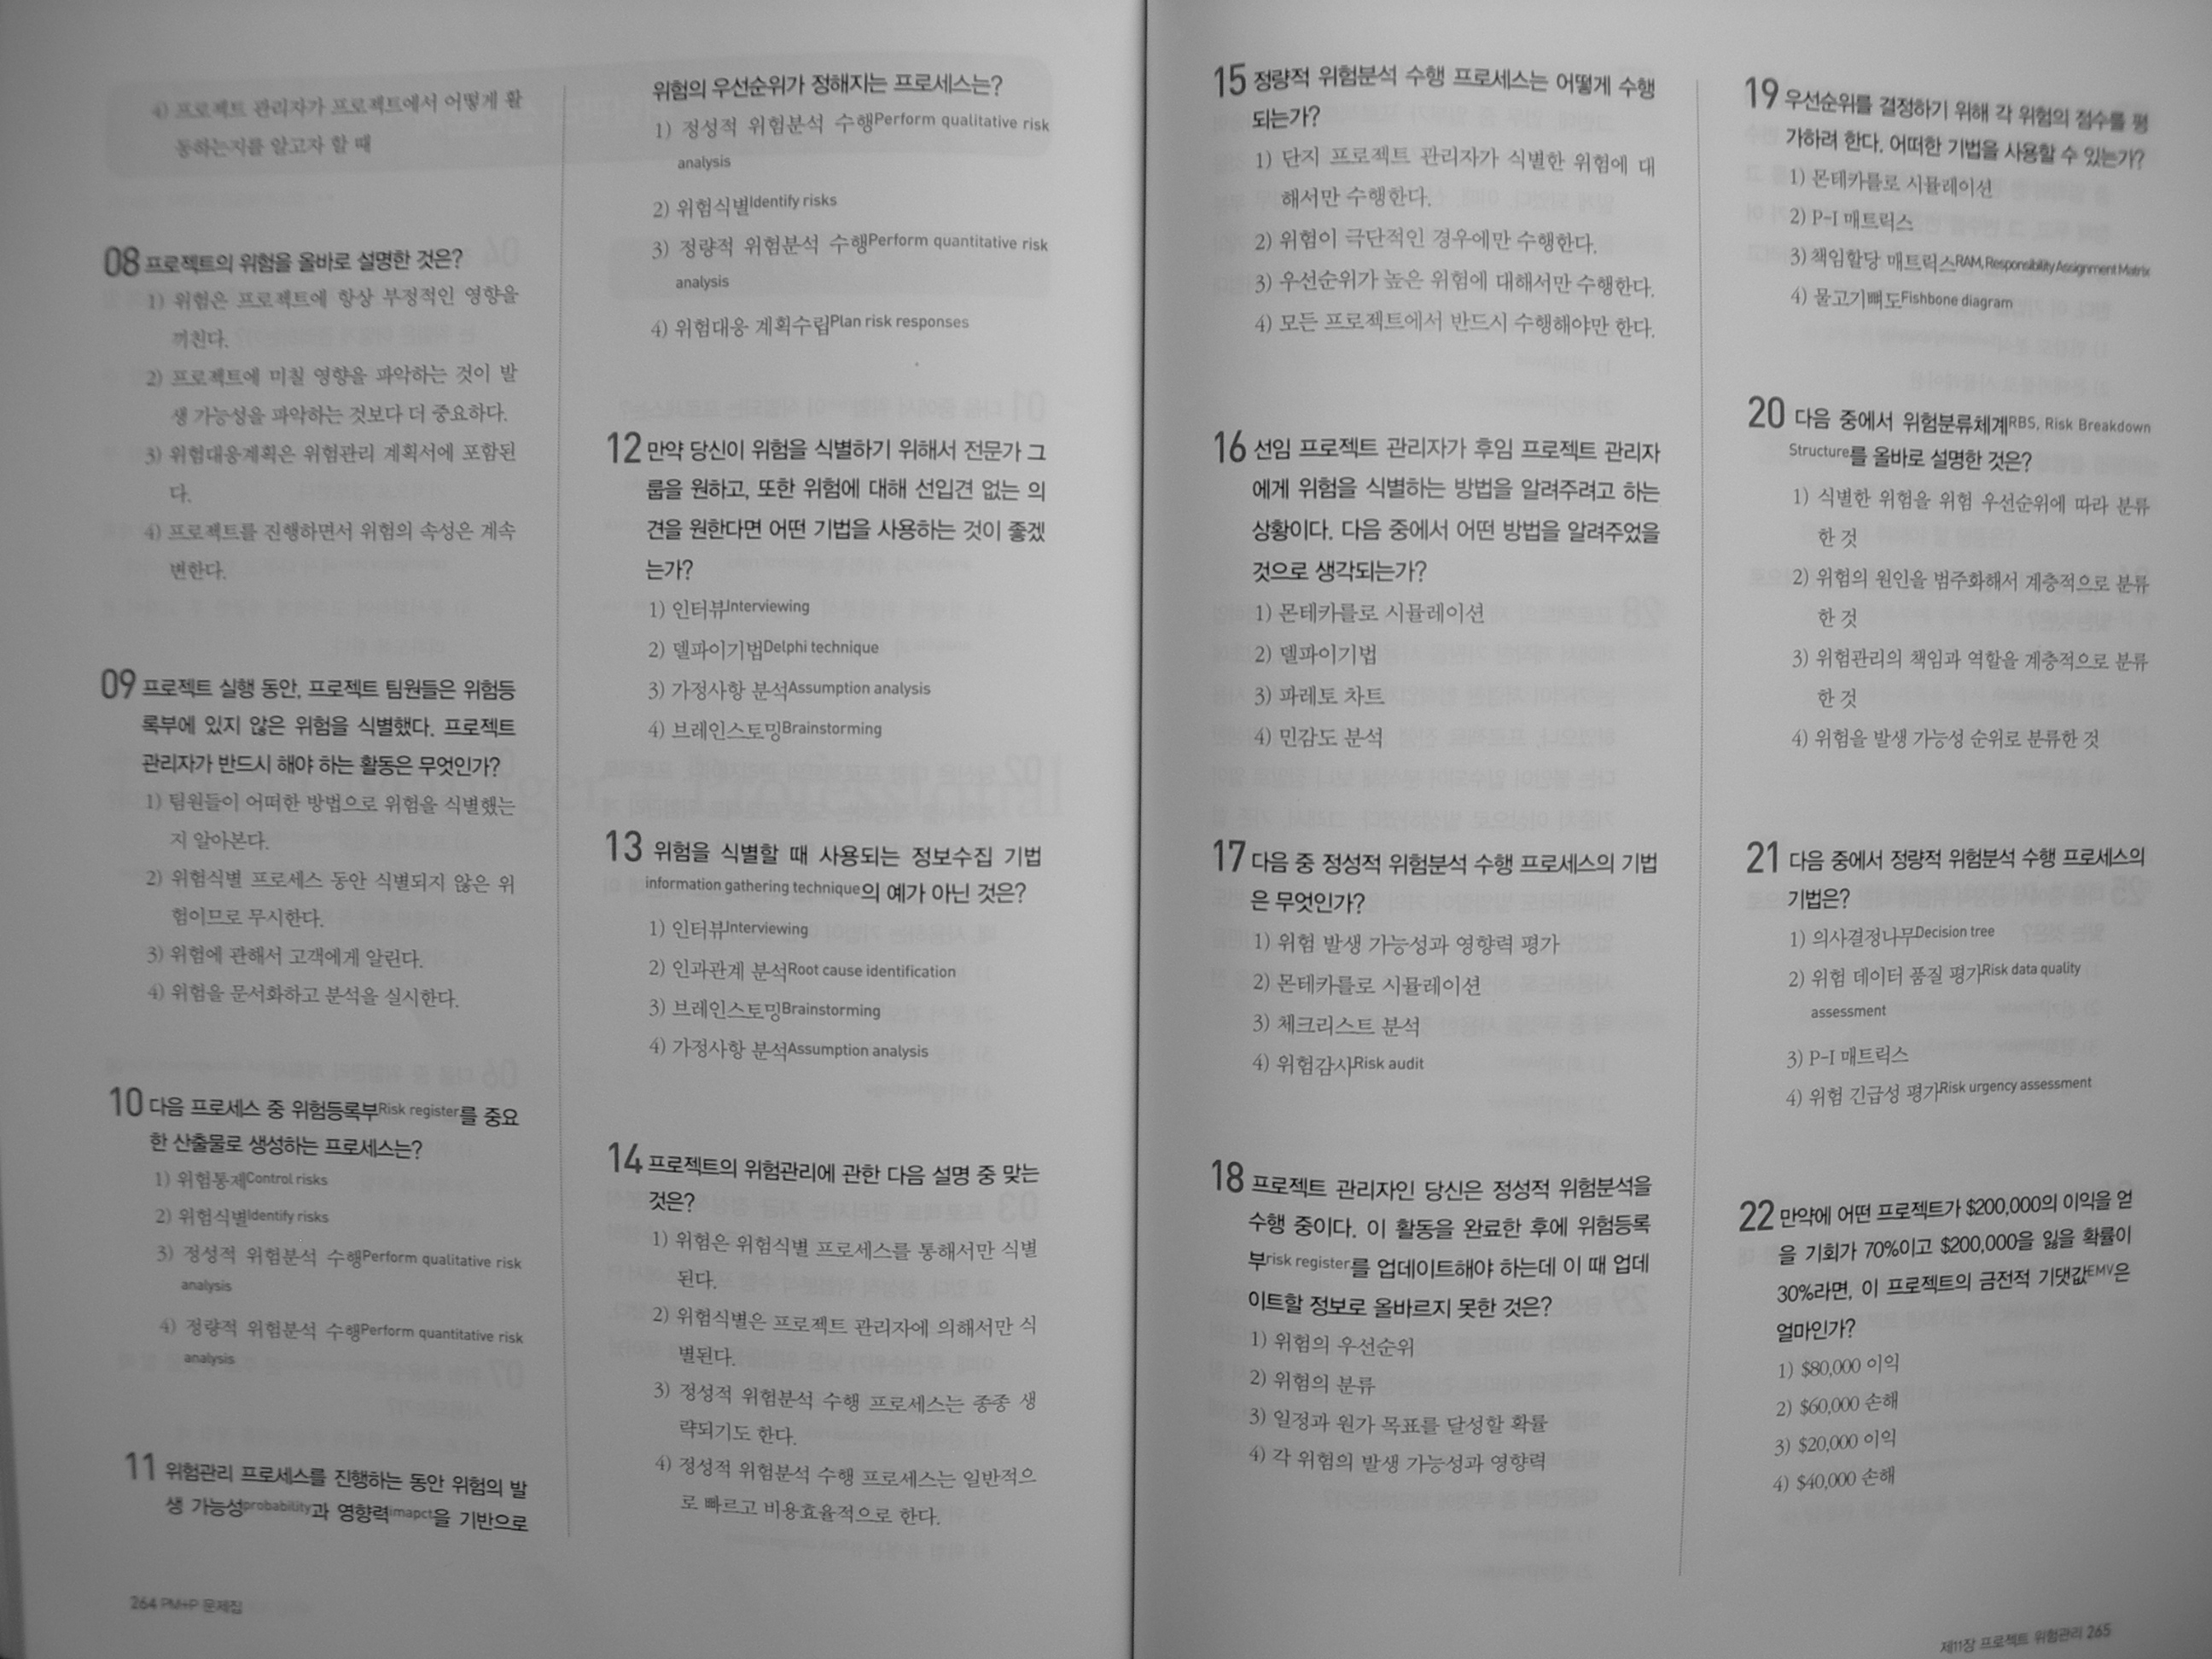 4) 프로젝트 관리자가 프로젝트에서 어떻게 활
동하는지를 알고자 할 때
08 프로젝트의 위험을 올바로 설명한 것은?
1) 위험은 프로젝트에 항상 부정적인 영향을
끼친다.
2) 프로젝트에 미칠 영향을 파악하는 것이 발
생 가능성을 파악하는 것보다 더 중요하다.
3) 위험대응계획은 위험관리 계획서에 포함된
다.
4) 프로젝트를 진행하면서 위험의 속성은 계속
변한다.
09 프로젝트 실행 동안, 프로젝트 팀원들은 위험등
록부에 있지 않은 위험을 식별했다. 프로젝트
관리자가 반드시 해야 하는 활동은 무엇인가?
1) 팀원들이 어떠한 방법으로 위험을 식별했는
지 알아본다.
2) 위험식별 프로세스 동안 식별되지 않은 위
험이므로 무시한다.
3) 위험에 관해서 고객에게 알린다.
4) 위험을 문서화하고 분석을 실시한다.
10 다음 프로세스 중 위험등록부Risk register를 중요
한 산출물로 생성하는 프로세스는?
1) 위험통제Control risks
2) 위험식별Identify risks
3) 정성적 위험분석 수행Perform qualitative risk
analysis
4) 정량적 위험분석 수행Perform quantitative risk
analysis
11 위험관리 프로세스를 진행하는 동안 위험의 발
생 가능성probability과 영향력imapct을 기반으로
264 PM+P 문제집
위험의 우선순위가 정해지는 프로세스는?
1) 정성적 위험분석 수행Perform qualitative risk
analysis
2) 위험식별Identify risks
3) 정량적 위험분석 수행Perform quantitative risk
analysis
4) 위험대응 계획수립Plan risk responses
12 만약 당신이 위험을 식별하기 위해서 전문가 그
룹을 원하고, 또한 위험에 대해 선입견 없는 의
견을 원한다면 어떤 기법을 사용하는 것이 좋겠
는가?
1) 인터뷰Interviewing
2) 델파이기법Delphi technique
3) 가정사항 분석Assumption analysis
4) 브레인스토밍Brainstorming
13 위험을 식별할 때 사용되는 정보수집 기법
information gathering technique의 예가 아닌 것은?
1) 인터뷰Interviewing
2) 인과관계 분석Root cause identification
3) 브레인스토밍Brainstorming
4) 가정사항 분석Assumption analysis
14 프로젝트의 위험관리에 관한 다음 설명 중 맞는
것은?
1) 위험은 위험식별 프로세스를 통해서만 식별
된다.
2) 위험식별은 프로젝트 관리자에 의해서만 식
별된다.
3) 정성적 위험분석 수행 프로세스는 종종 생
략되기도 한다.
4) 정성적 위험분석 수행 프로세스는 일반적으
로 빠르고 비용효율적으로 한다.
15 정량적 위험분석 수행 프로세스는 어떻게 수행
되는가?
1) 단지 프로젝트 관리자가 식별한 위험에 대
해서만 수행한다.
2) 위험이 극단적인 경우에만 수행한다.
3) 우선순위가 높은 위험에 대해서만 수행한다.
4) 모든 프로젝트에서 반드시 수행해야만 한다.
16 선임 프로젝트 관리자가 후임 프로젝트 관리자
에게 위험을 식별하는 방법을 알려주려고 하는
상황이다. 다음 중에서 어떤 방법을 알려주었을
것으로 생각되는가?
1) 몬테카를로 시뮬레이션
2) 델파이기법
3) 파레토 차트
4) 민감도 분석
17 다음 중 정성적 위험분석 수행 프로세스의 기법
은 무엇인가?
1) 위험 발생 가능성과 영향력 평가
2) 몬테카를로 시뮬레이션
3) 체크리스트 분석
4) 위험감사Risk audit
18 프로젝트 관리자인 당신은 정성적 위험분석을
수행 중이다. 이 활동을 완료한 후에 위험등록
부risk register를 업데이트해야 하는데 이 때 업데
이트할 정보로 올바르지 못한 것은?
1) 위험의 우선순위
2) 위험의 분류
3) 일정과 원가 목표를 달성할 확률
4) 각 위험의 발생 가능성과 영향력
19 우선순위를 결정하기 위해 각 위험의 점수를 평
가하려 한다. 어떠한 기법을 사용할 수 있는가?
1) 몬테카를로 시뮬레이션
2) P-I 매트릭스
3) 책임할당 매트릭스RAM, Responsibility Assignment Matrix
4) 물고기뼈도Fishbone diagram
20 다음 중에서 위험분류체계RBS, Risk Breakdown
Structure를 올바로 설명한 것은?
1) 식별한 위험을 위험 우선순위에 따라 분류
한 것
2) 위험의 원인을 범주화해서 계층적으로 분류
한 것
3) 위험관리의 책임과 역할을 계층적으로 분류
한 것
4) 위험을 발생 가능성 순위로 분류한 것
21 다음 중에서 정량적 위험분석 수행 프로세스의
기법은?
1) 의사결정나무Decision tree
2) 위험 데이터 품질 평가Risk data quality
assessment
3) P-I 매트릭스
4) 위험 긴급성 평가Risk urgency assessment
22 만약에 어떤 프로젝트가 $200,000의 이익을 얻
을 기회가 70%이고 $200,000을 잃을 확률이
30%라면, 이 프로젝트의 금전적 기댓값EMV은
얼마인가?
1) $80,000 이익
2) $60,000 손해
3) $20,000 이익
4) $40,000 손해
제11장 프로젝트 위험관리 265